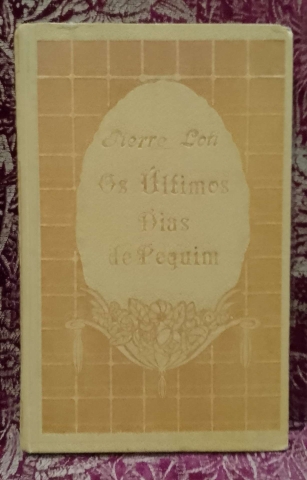 Pierre Loti
Os Últimos
Dias
de Pequim